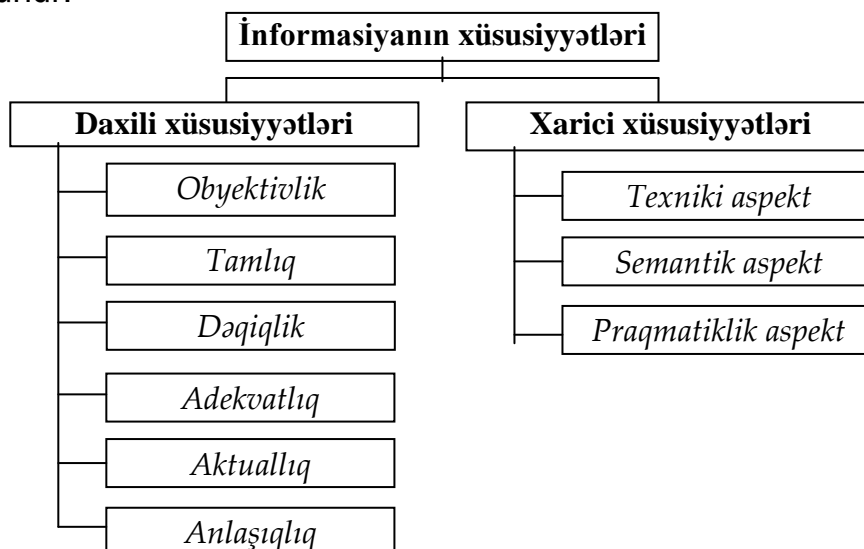 İnformasiyanın xüsusiyyətləri
Daxili xüsusiyyətləri
Xarici xüsusiyyətləri
Obyektivlik
Tamlıq
Dəqiqlik
Adekvatlıq
Aktuallıq
Anlaşıqlıq
Texniki aspekt
Semantik aspekt
Praqmatiklik aspekt